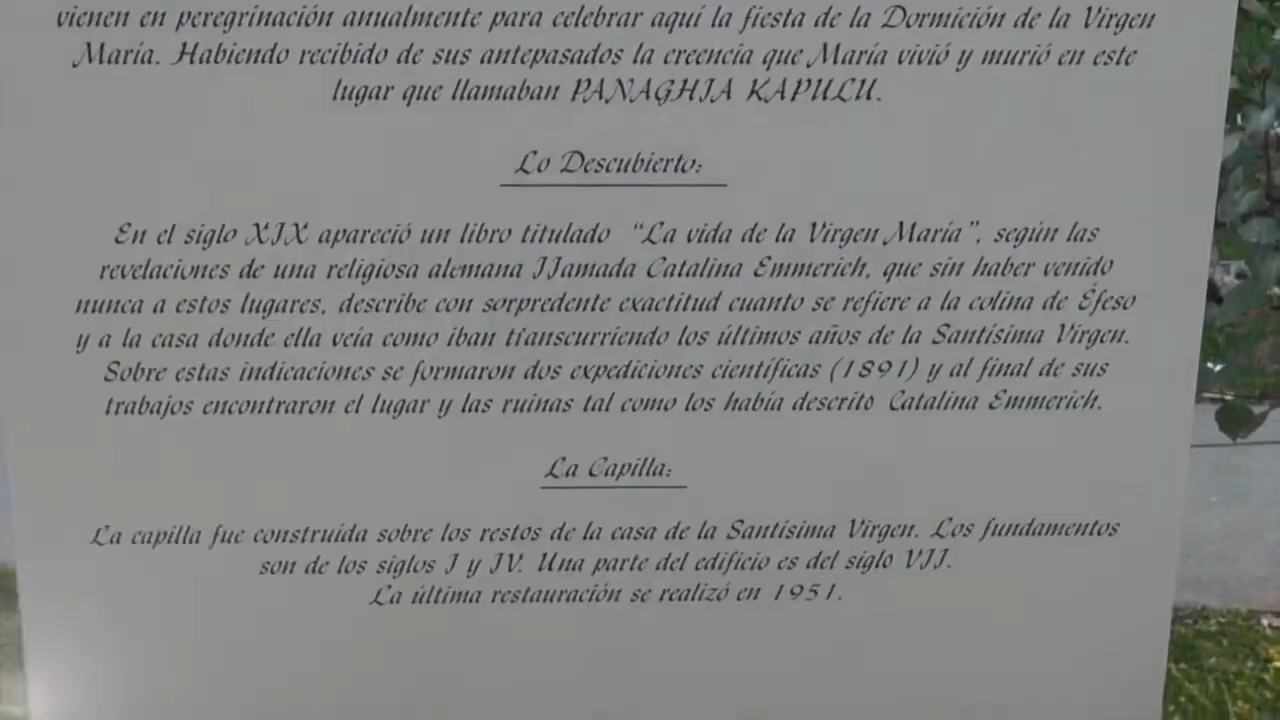 vienen en peregrinación anualmente para celebrar aquí la fiesta de la Dormición de la Virgen
María. Habiendo recibido de sus antepasados la creencia que María vivió y murió en este
lugar que llamaban PANAGHIA KAPULU.
Lo Descubierto:
En el siglo XIX apareció un libro titulado “La vida de la Virgen María”, según las
revelaciones de una religiosa alemana IIamada Catalina Emmerich, que sin haber venido
nunca a estos lugares, describe con sorpredente exactitud cuanto se refiere a la colina de Éfeso
y a la casa donde ella veía como iban transcurriendo los últimos años de la Santísima Virgen.
Sobre estas indicaciones se formaron dos expediciones científicas (1891) y al final de sus
trabajos encontraron el lugar y las ruinas tal como los había descrito Catalina Emmerich.
La Capilla:
La capilla fue construída sobre los restos de la casa de la Santísima Virgen. Los fundamentos
son de los siglos I y IV. Una parte del edificio es del siglo VII.
La última restauración se realizó en 1951.